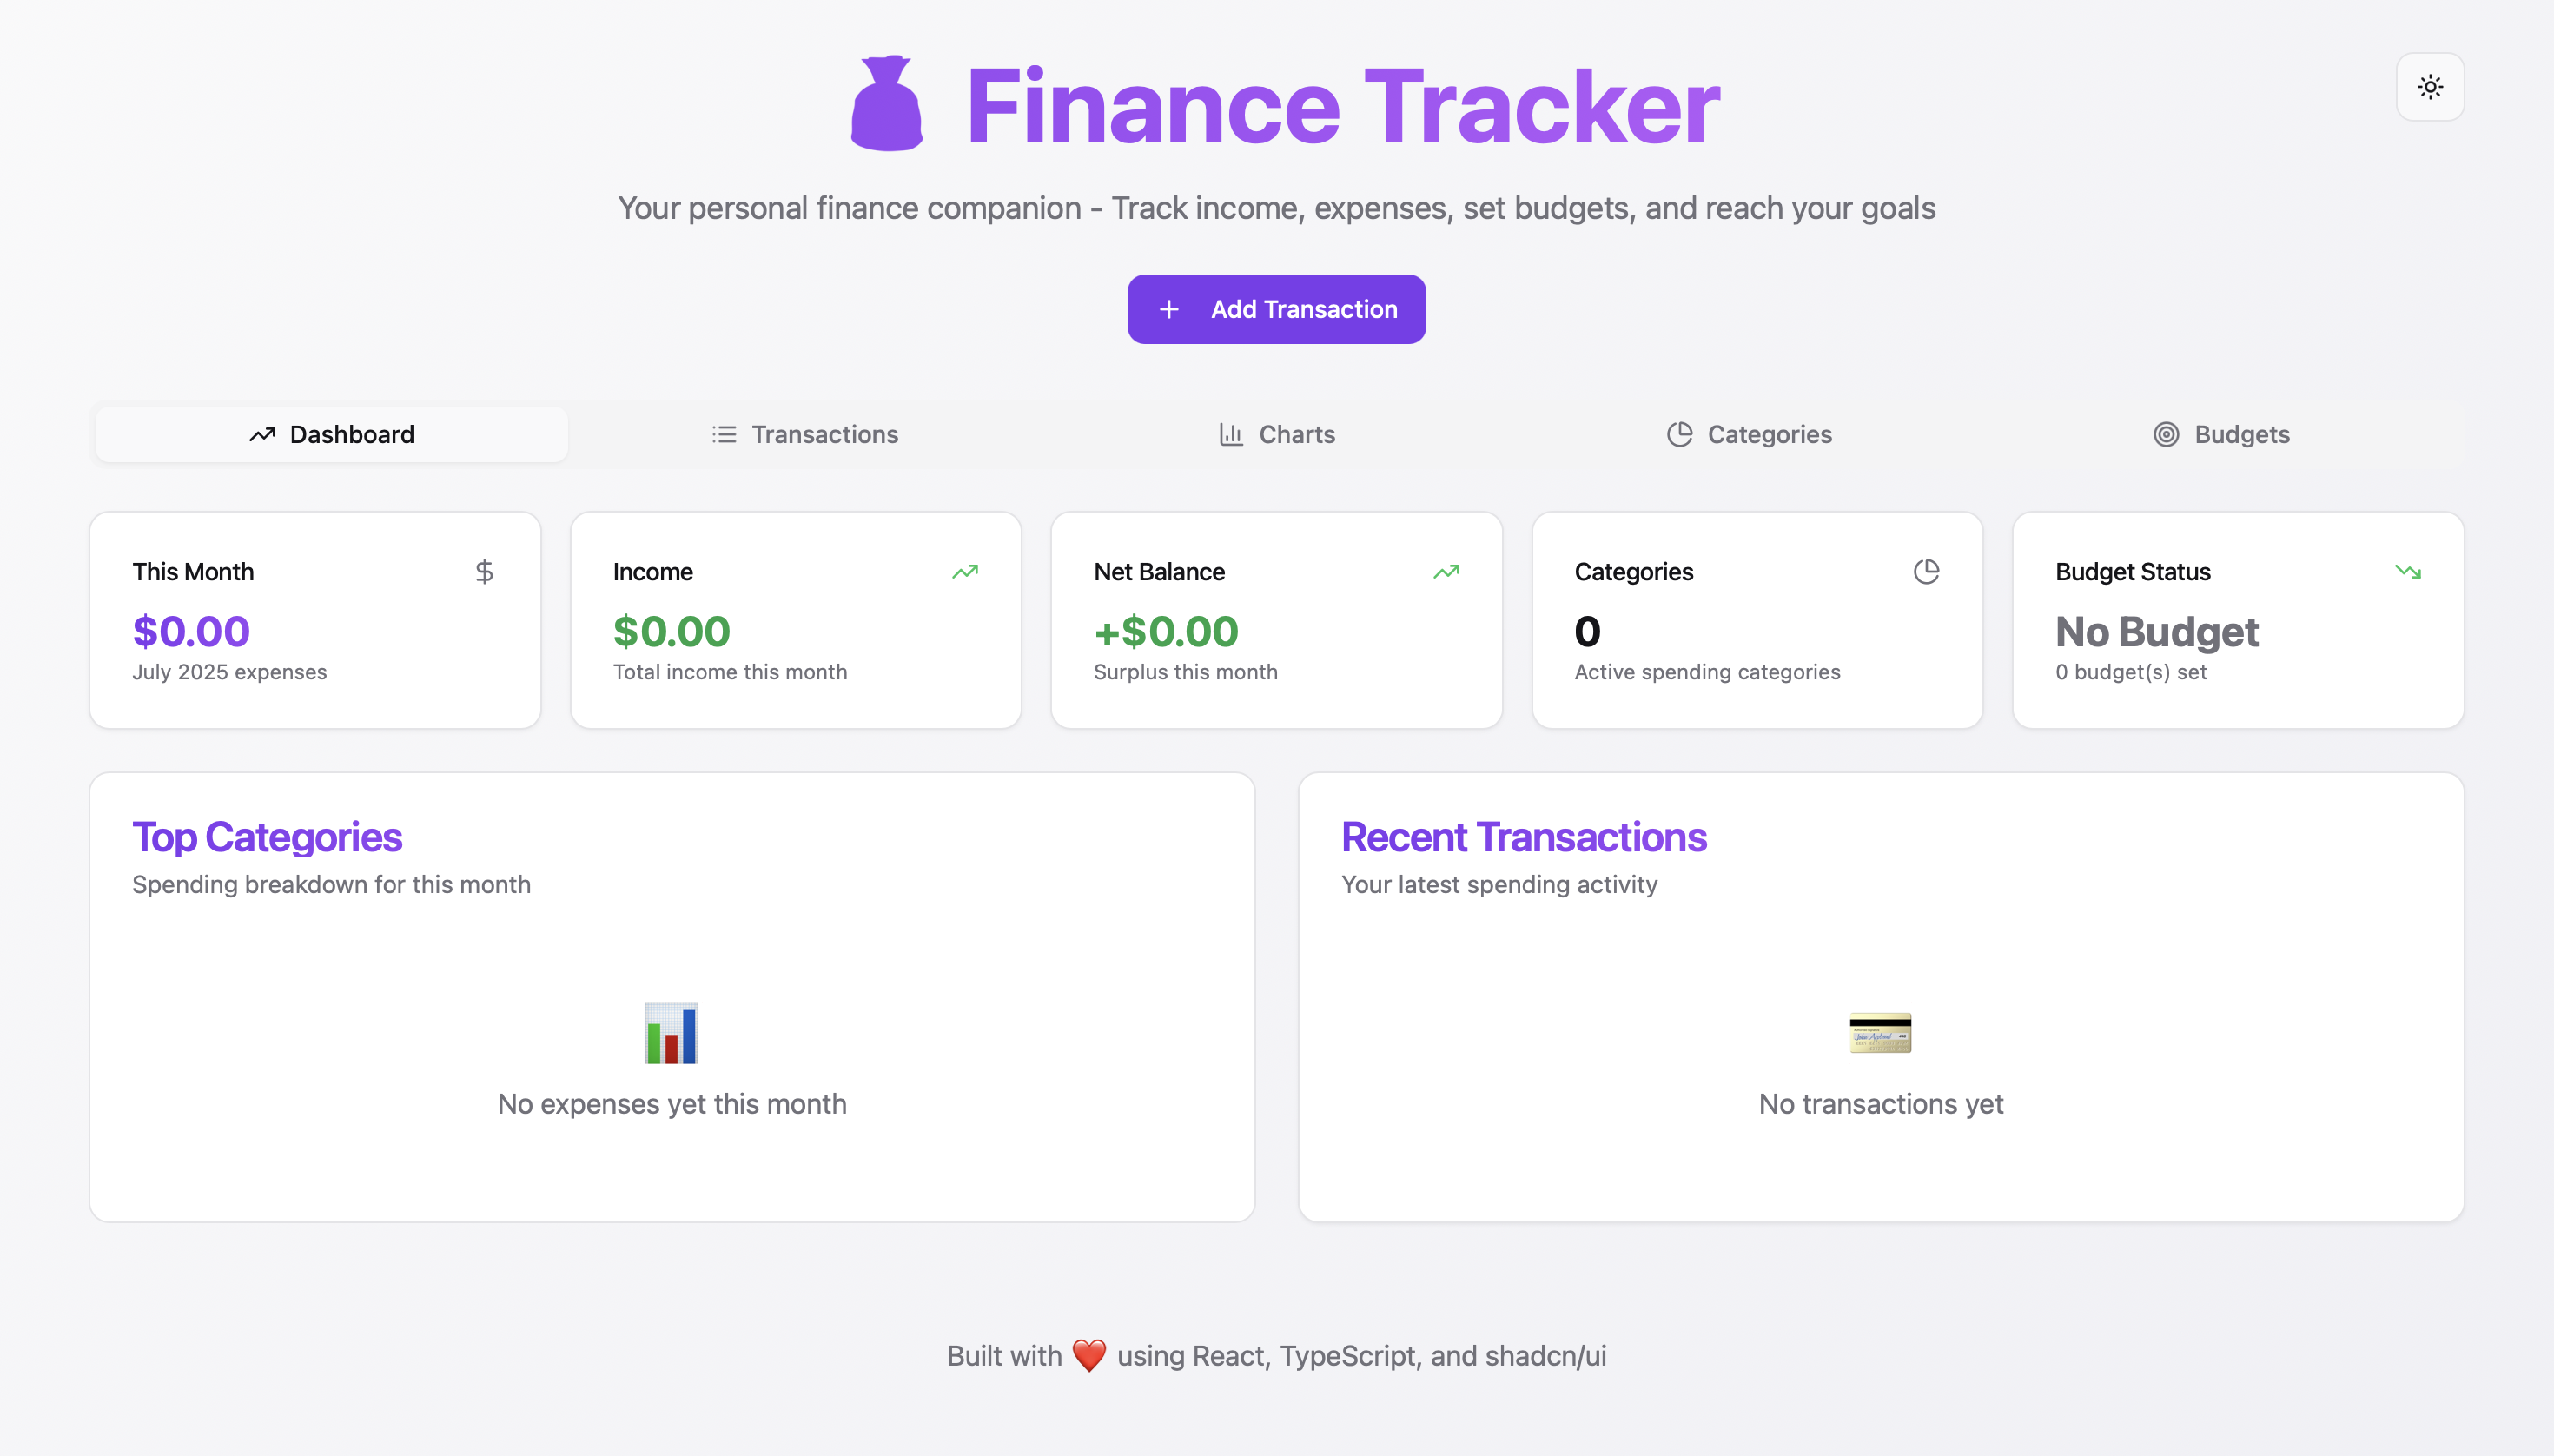 Finance Tracker
Your personal finance companion - Track income, expenses, set budgets, and reach your goals
Add Transaction
Dashboard
Transactions
Charts
Categories
Budgets
This Month
$0.00
July 2025 expenses
Income
$0.00
Total income this month
Net Balance
+$0.00
Surplus this month
Categories
0
Active spending categories
Budget Status
No Budget
0 budget(s) set
Top Categories
Spending breakdown for this month
No expenses yet this month
Recent Transactions
Your latest spending activity
No transactions yet
Built with ❤️ using React, TypeScript, and shadcn/ui